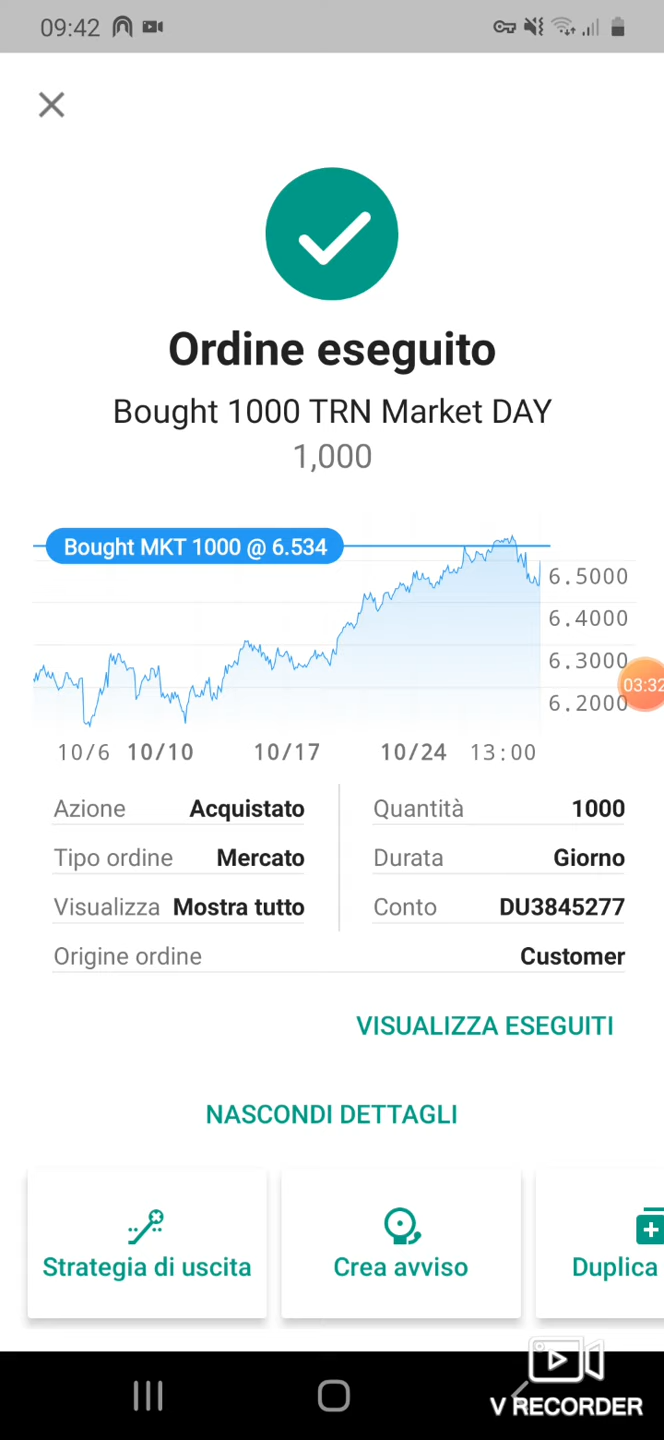 09:42
Ordine eseguito
Bought 1000 TRN Market DAY
1,000
Bought MKT 1000 @ 6.534
6.5000
6.4000
6.3000
6.2000
03:32
10/6 10/10 10/17 10/24 13:00
Azione Acquistato Quantità 1000
Tipo ordine Mercato Durata Giorno
Visualizza Mostra tutto Conto DU3845277
Origine ordine Customer
VISUALIZZA ESEGUITI
NASCONDI DETTAGLI
Strategia di uscita Crea avviso Duplica
V RECORDER